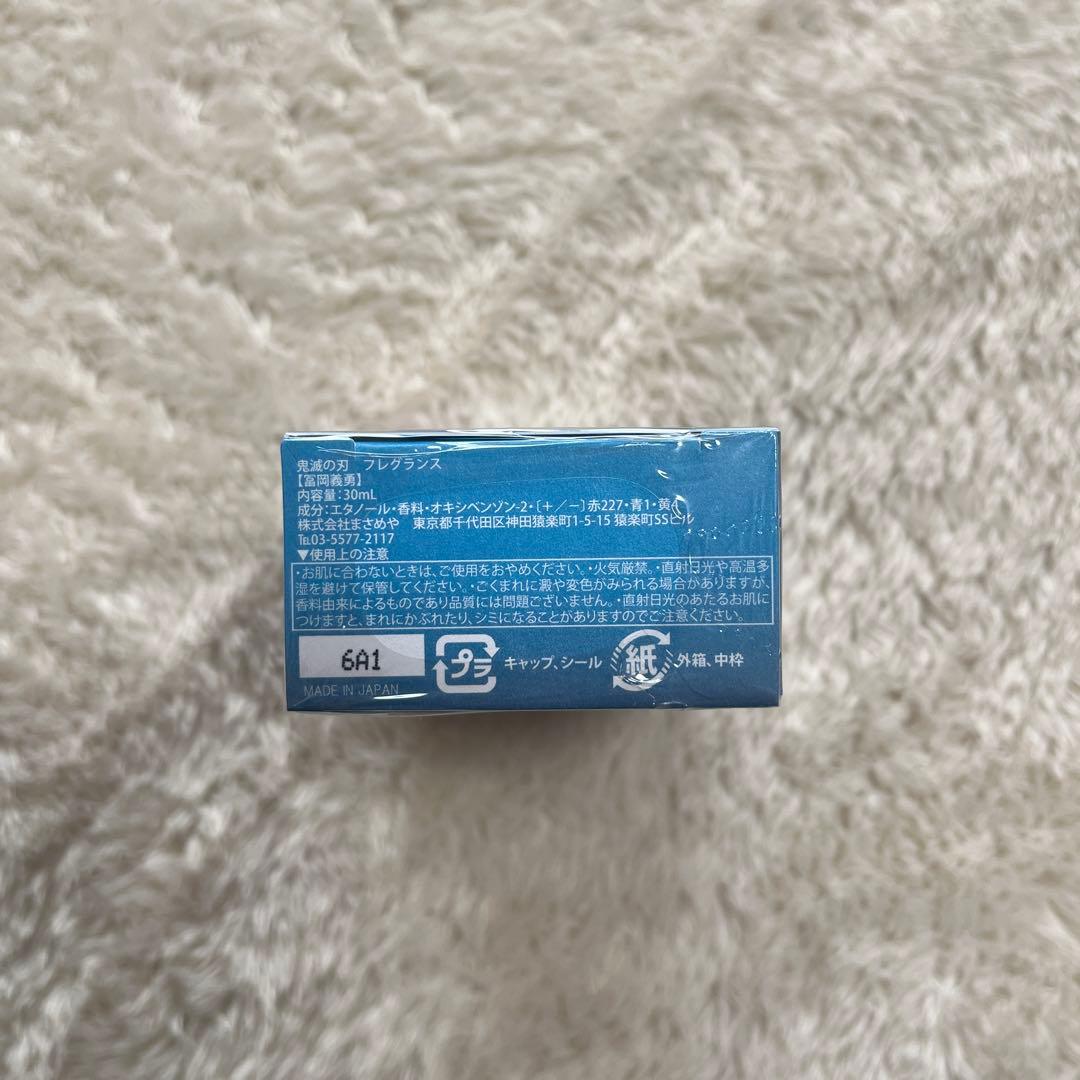 鬼滅の刃　フレグランス
【冨岡義勇】
内容量：30mL
成分：エタノール・香料・オキシベンゾン-2・〔＋／−〕赤227・青1・黄
株式会社まさめや　東京都千代田区神田猿楽町1-5-15 猿楽町SSビル
℡03-5577-2117
▼使用上の注意
・お肌に合わないときは、ご使用をおやめください。・火気厳禁。・直射日光や高温多
湿を避けて保管してください。・ごくまれに澱や変色がみられる場合がありますが、
香料由来によるものであり品質には問題ございません。・直射日光のあたるお肌に
つけますと、まれにかぶれたり、シミになることがありますのでご注意ください。
6A1
プラ キャップ、シール
紙 外箱、中枠
MADE IN JAPAN